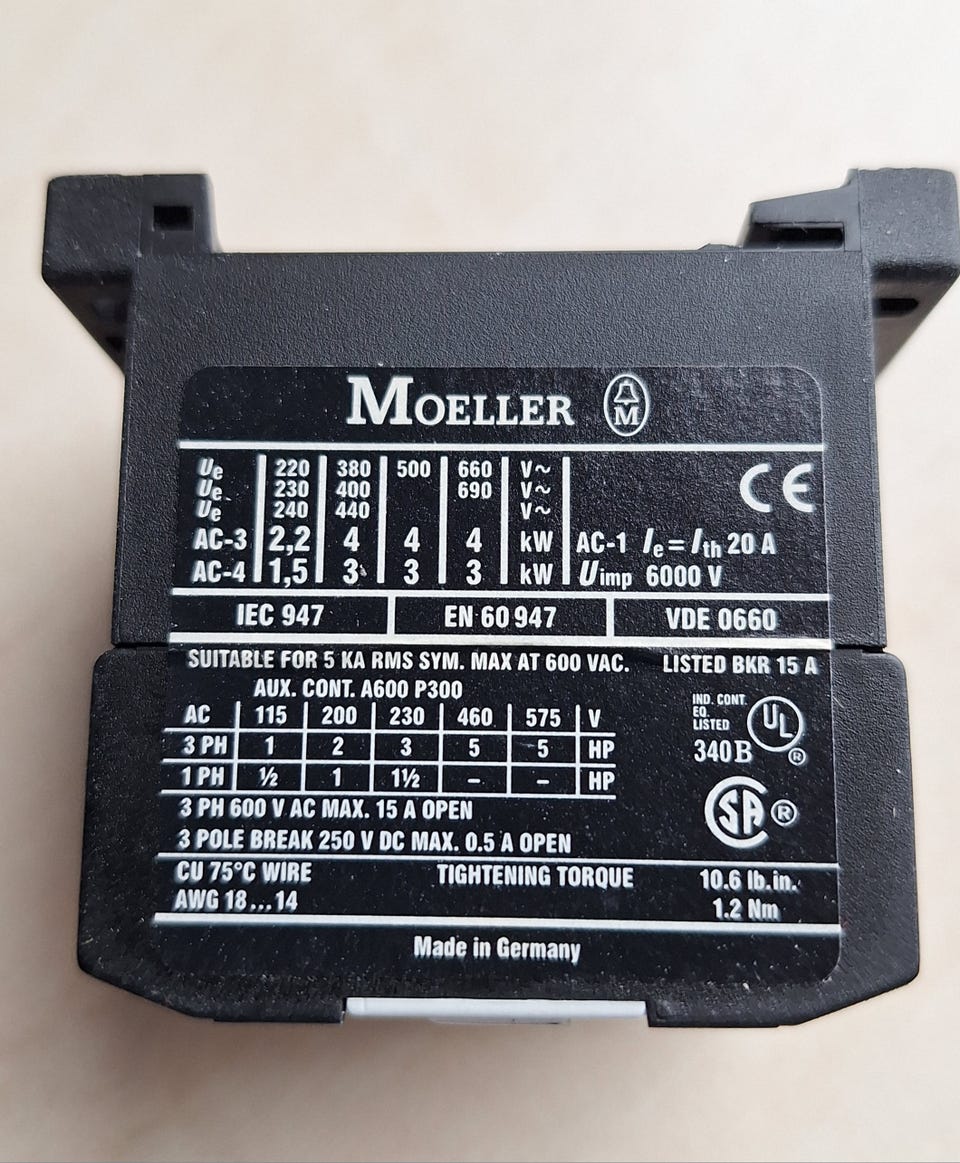 MOELLER AM
Ue 220 380 500 660 V~
Ue 230 400 690 V~
Ue 240 440 V~
CE
AC-3 2,2 4 4 4 kW AC-1 Ie = Ith 20 A
AC-4 1,5 3 3 3 kW Uimp 6000 V
IEC 947 EN 60 947 VDE 0660
SUITABLE FOR 5 KA RMS SYM. MAX AT 600 VAC. LISTED BKR 15 A
AUX. CONT. A600 P300
AC 115 200 230 460 575 V
3 PH 1 2 3 5 5 HP
1 PH ½ 1 1½ – – HP
IND. CONT.
EQ.
LISTED
UL ®
340B
SA ®
3 PH 600 V AC MAX. 15 A OPEN
3 POLE BREAK 250 V DC MAX. 0.5 A OPEN
CU 75°C WIRE TIGHTENING TORQUE 10.6 lb.in.
AWG 18...14 1.2 Nm
Made in Germany